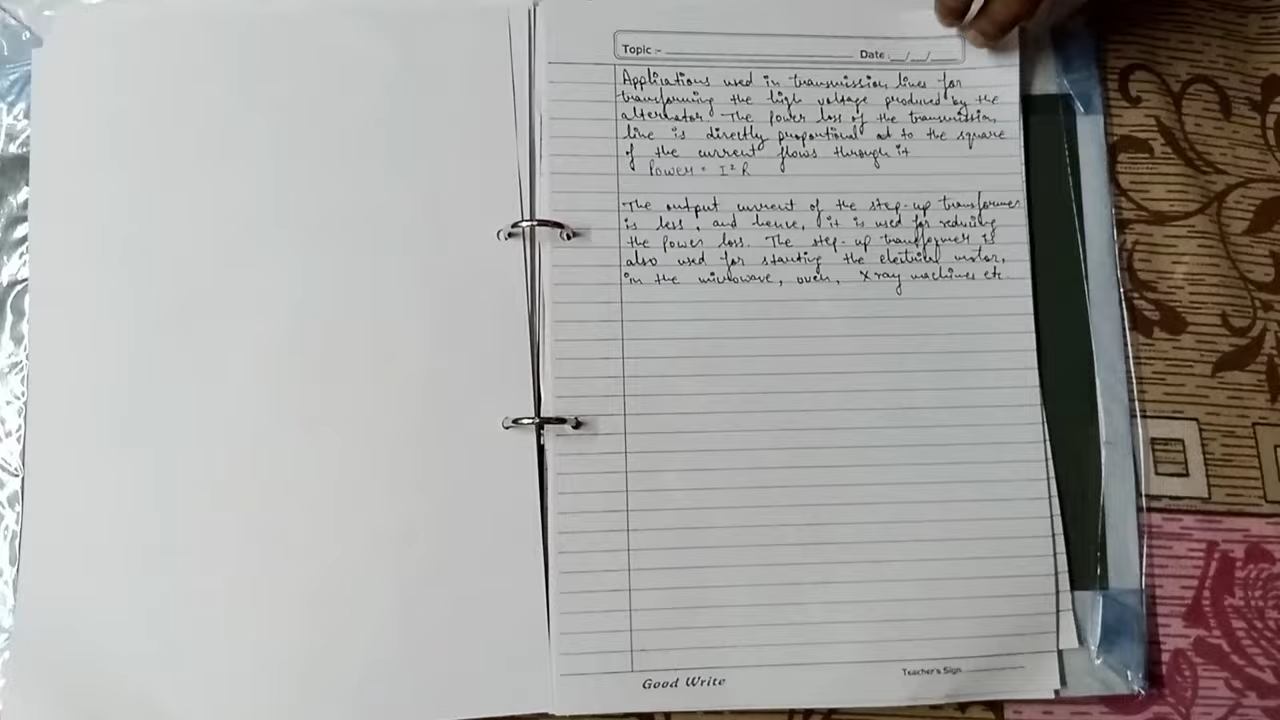 Topic :-
Date : __/__/__
Applications used in transmission lines for
transforming the high voltage produced by the
alternator. The power loss of the transmission
line is directly proportional to the square
of the current flows through it
Power = I²R
The output current of the step-up transformer
is less, and hence, it is used for reducing
the power loss. The step-up transformer is
also used for starting the electrical motor,
in the microwave, oven, X ray machines etc.
Good Write
Teacher's Sign